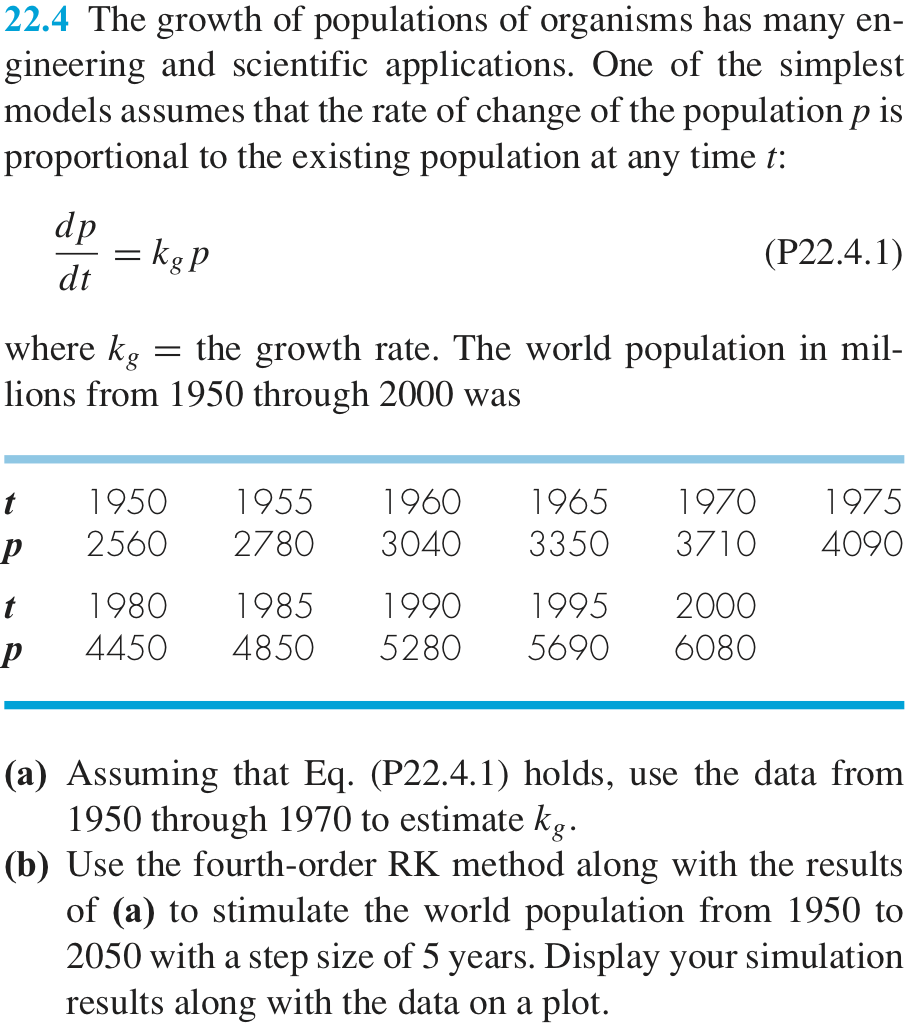 22.4 The growth of populations of organisms has many en-
gineering and scientific applications. One of the simplest
models assumes that the rate of change of the population p is
proportional to the existing population at any time t:
dp/dt = k_g p (P22.4.1)
where k_g = the growth rate. The world population in mil-
lions from 1950 through 2000 was
t 1950 1955 1960 1965 1970 1975
p 2560 2780 3040 3350 3710 4090
t 1980 1985 1990 1995 2000
p 4450 4850 5280 5690 6080
(a) Assuming that Eq. (P22.4.1) holds, use the data from
1950 through 1970 to estimate k_g.
(b) Use the fourth-order RK method along with the results
of (a) to stimulate the world population from 1950 to
2050 with a step size of 5 years. Display your simulation
results along with the data on a plot.